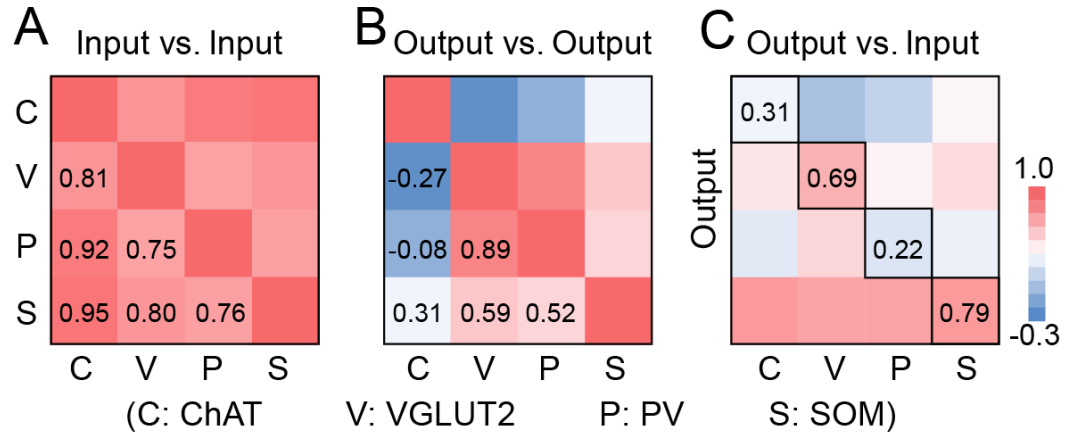 A B C
Input vs. Input Output vs. Output Output vs. Input
C
0.31
V 0.81 -0.27 0.69 1.0
Output
P 0.92 0.75 -0.08 0.89 0.22
S 0.95 0.80 0.76 0.31 0.59 0.52 0.79 -0.3
C V P S C V P S C V P S
(C: ChAT V: VGLUT2 P: PV S: SOM)